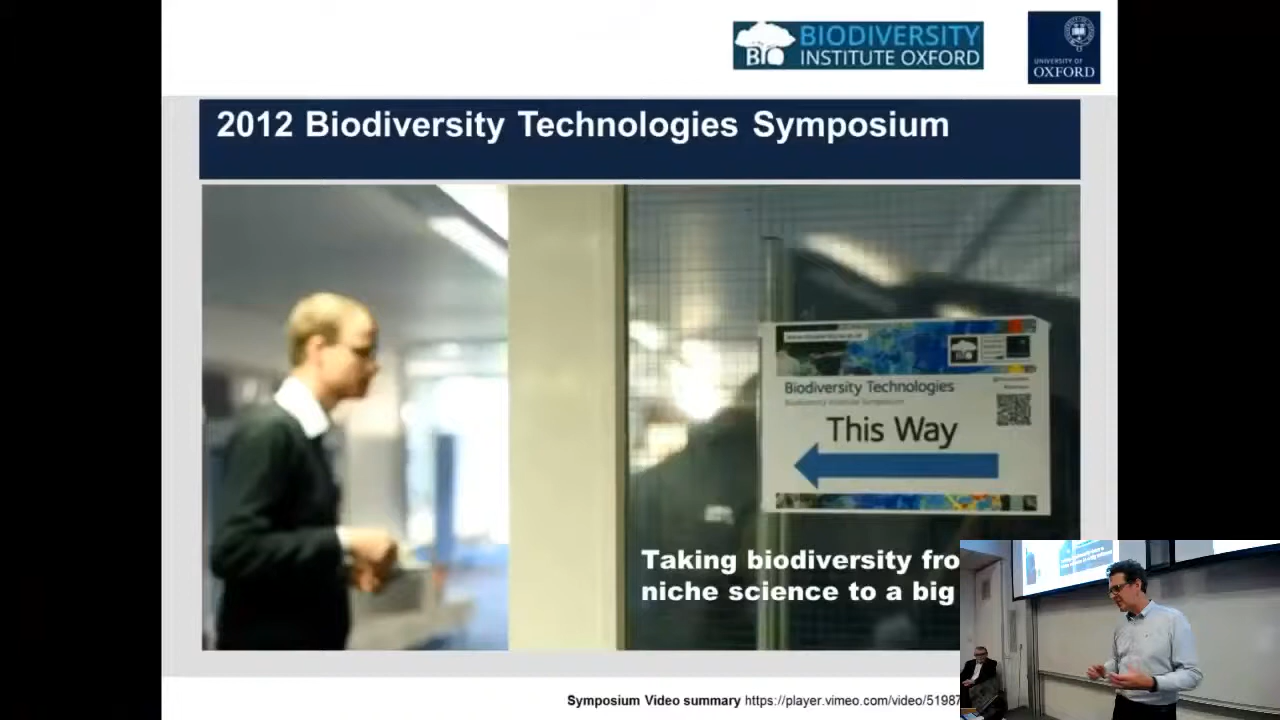 BIO
BIODIVERSITY
INSTITUTE OXFORD
UNIVERSITY OF
OXFORD
2012 Biodiversity Technologies Symposium
Biodiversity Technologies
This Way
Taking biodiversity
niche science to a big
Symposium Video summary https://player.vimeo.com/video/5198